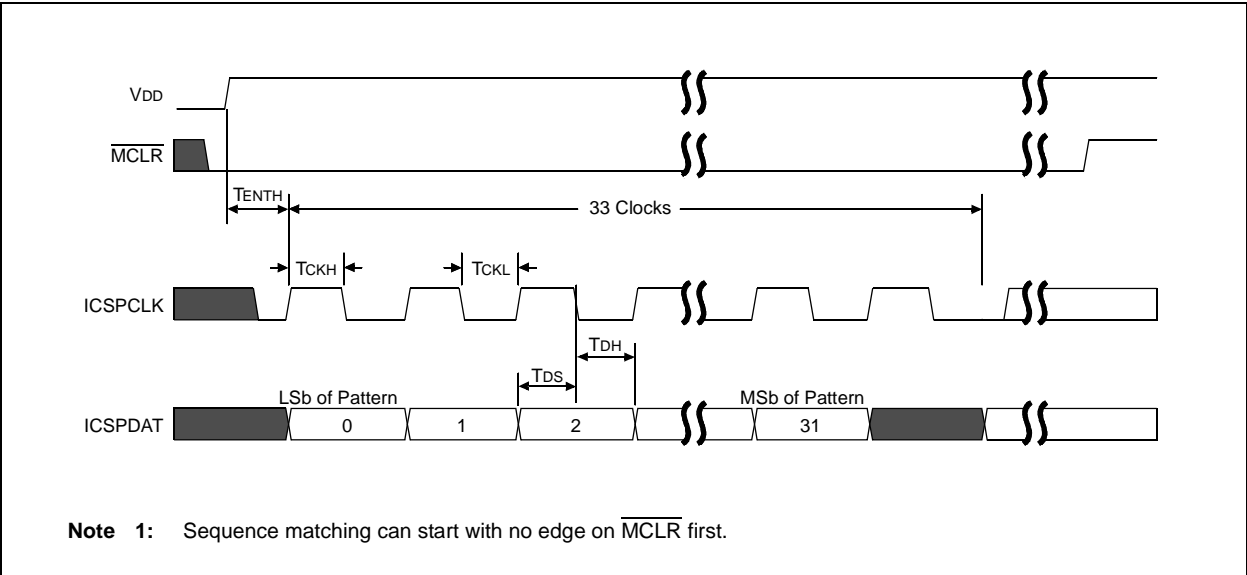 VDD
MCLR
TENTH
33 Clocks
TCKH
TCKL
ICSPCLK
TDH
TDS
LSb of Pattern
MSb of Pattern
ICSPDAT
0
1
2
31
Note 1: Sequence matching can start with no edge on MCLR first.